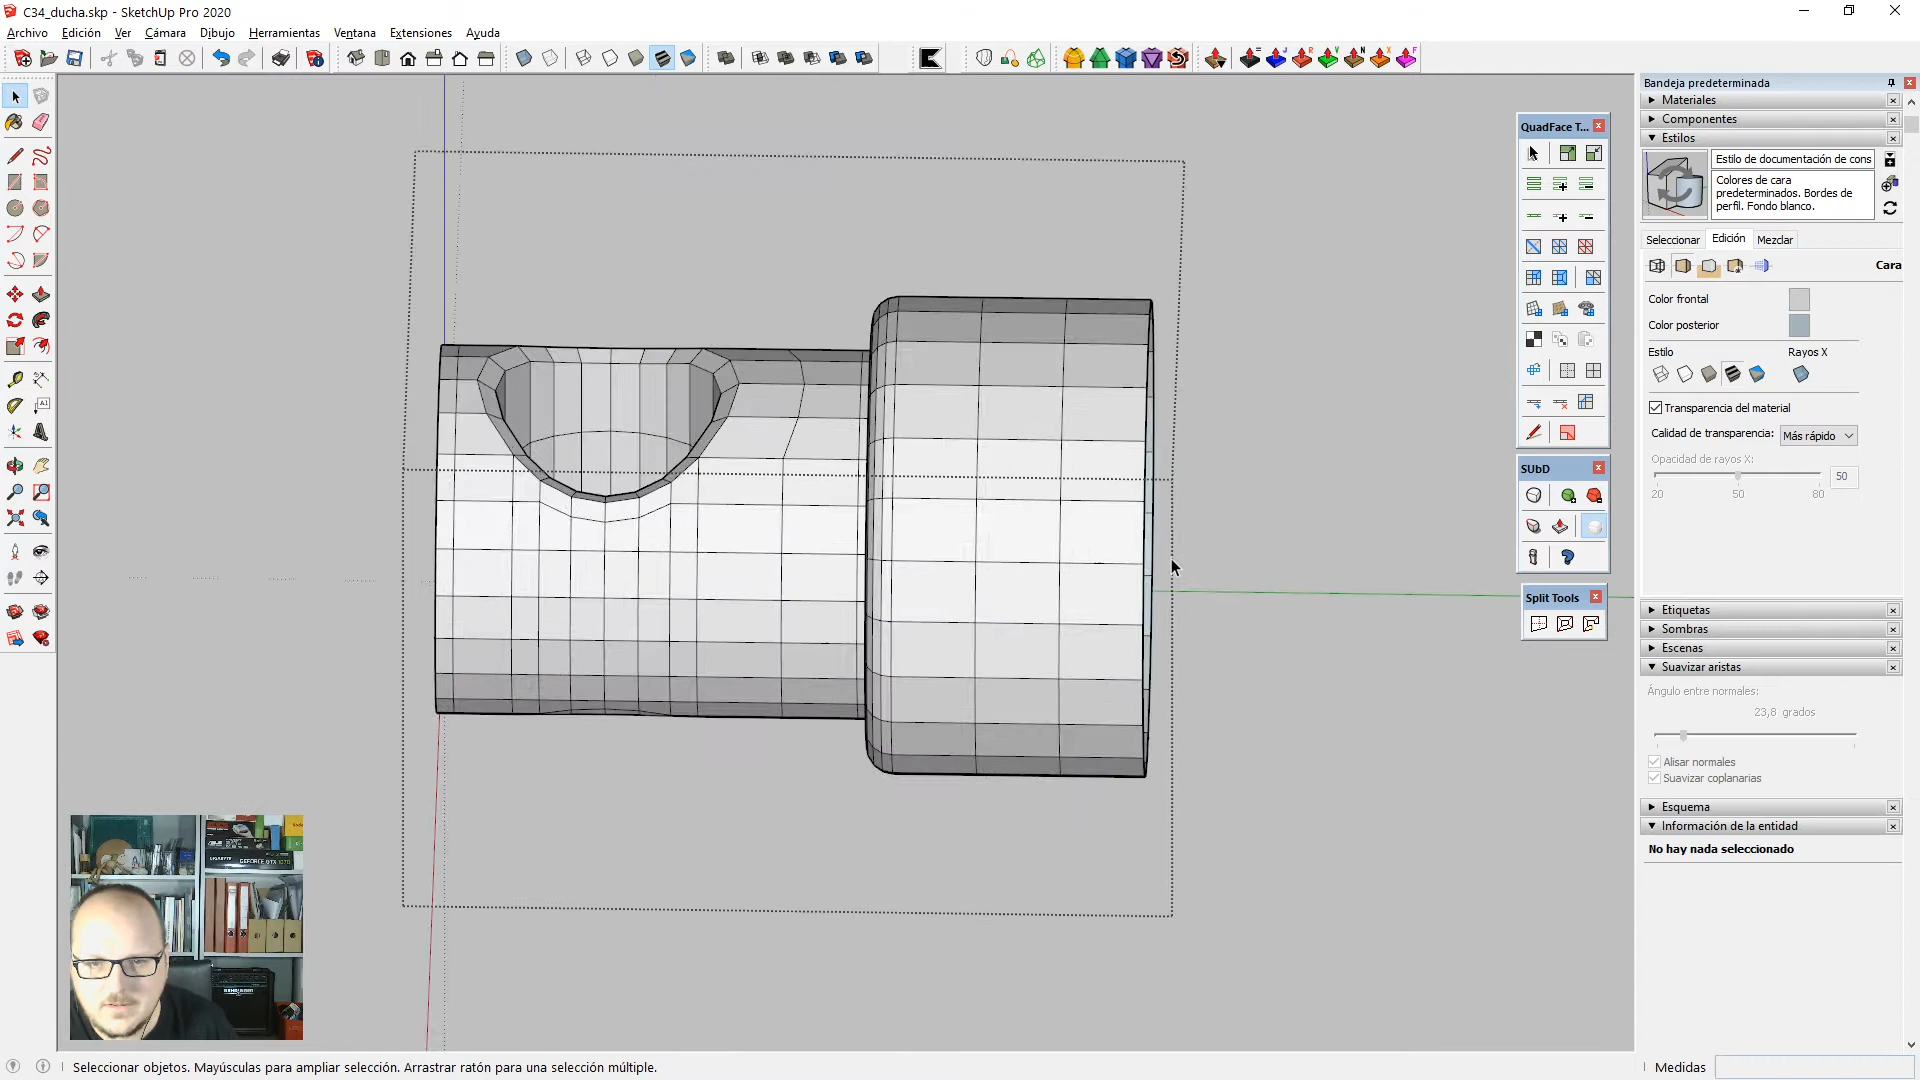 C34_ducha.skp - SketchUp Pro 2020
Archivo Edición Ver Cámara Dibujo Herramientas Ventana Extensiones Ayuda
Bandeja predeterminada
Materiales
Componentes
Estilos
Estilo de documentación de cons
Colores de cara
predeterminados. Bordes de
perfil. Fondo blanco.
Seleccionar Edición Mezclar
Cara
Color frontal
Color posterior
Estilo Rayos X
Transparencia del material
Calidad de transparencia: Más rápido
Opacidad de rayos X: 50
20 50 80
Etiquetas
Sombras
Escenas
Suavizar aristas
Ángulo entre normales:
23,8 grados
Alisar normales
Suavizar coplanarias
Esquema
Información de la entidad
No hay nada seleccionado
QuadFace T...
SUbD
Split Tools
GEFORCE GTX 1070
Seleccionar objetos. Mayúsculas para ampliar selección. Arrastrar ratón para una selección múltiple.
Medidas